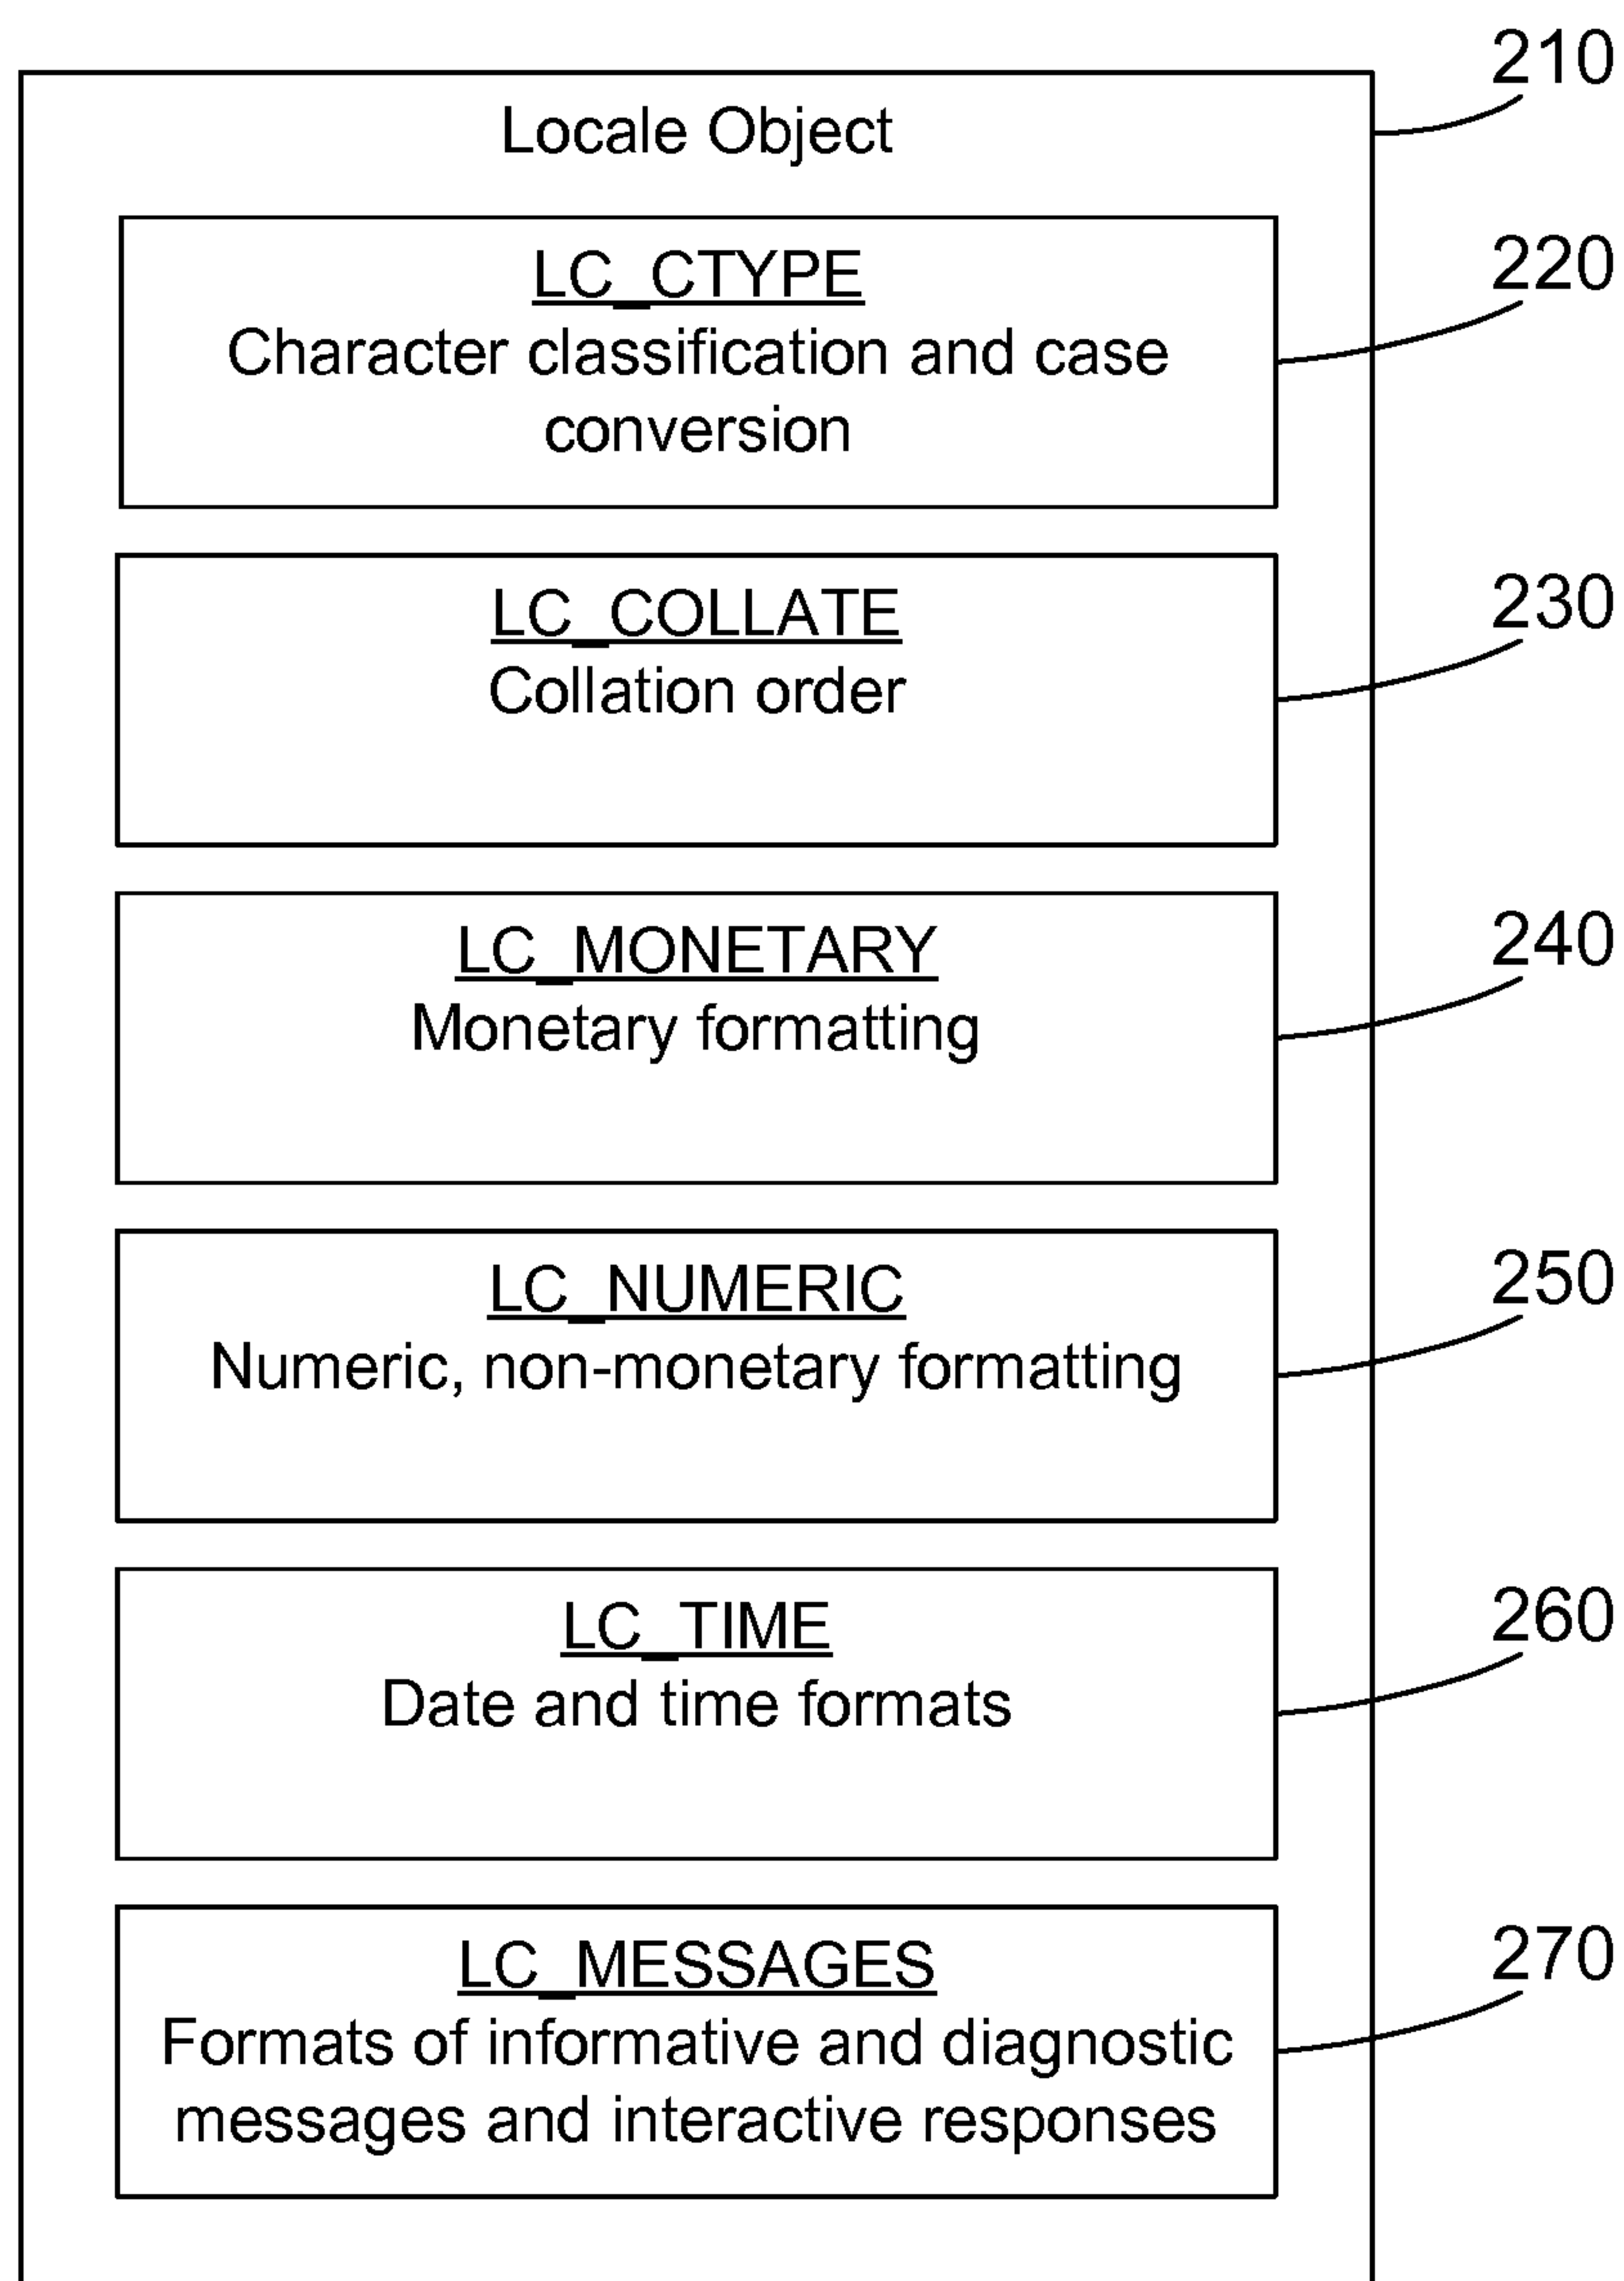 210
Locale Object
220
LC_CTYPE
Character classification and case
conversion
230
LC_COLLATE
Collation order
240
LC_MONETARY
Monetary formatting
250
LC_NUMERIC
Numeric, non-monetary formatting
260
LC_TIME
Date and time formats
270
LC_MESSAGES
Formats of informative and diagnostic
messages and interactive responses